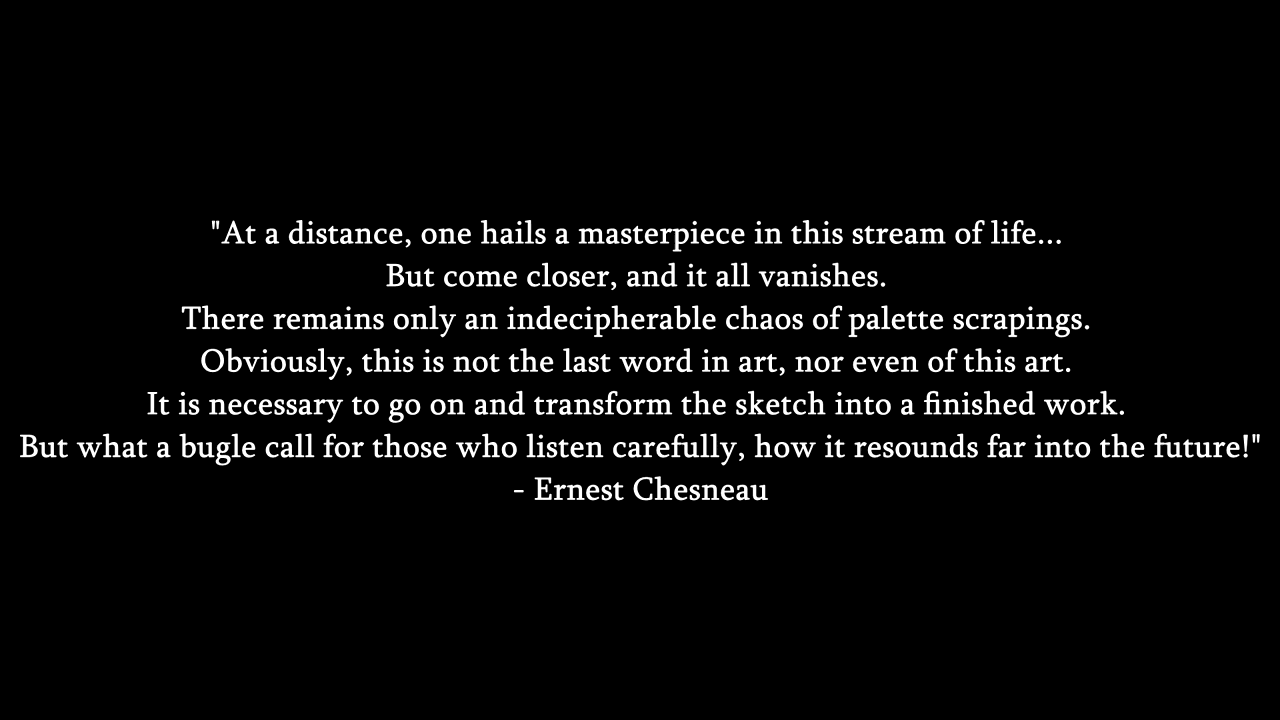 "At a distance, one hails a masterpiece in this stream of life...
But come closer, and it all vanishes.
There remains only an indecipherable chaos of palette scrapings.
Obviously, this is not the last word in art, nor even of this art.
It is necessary to go on and transform the sketch into a finished work.
But what a bugle call for those who listen carefully, how it resounds far into the future!"
- Ernest Chesneau